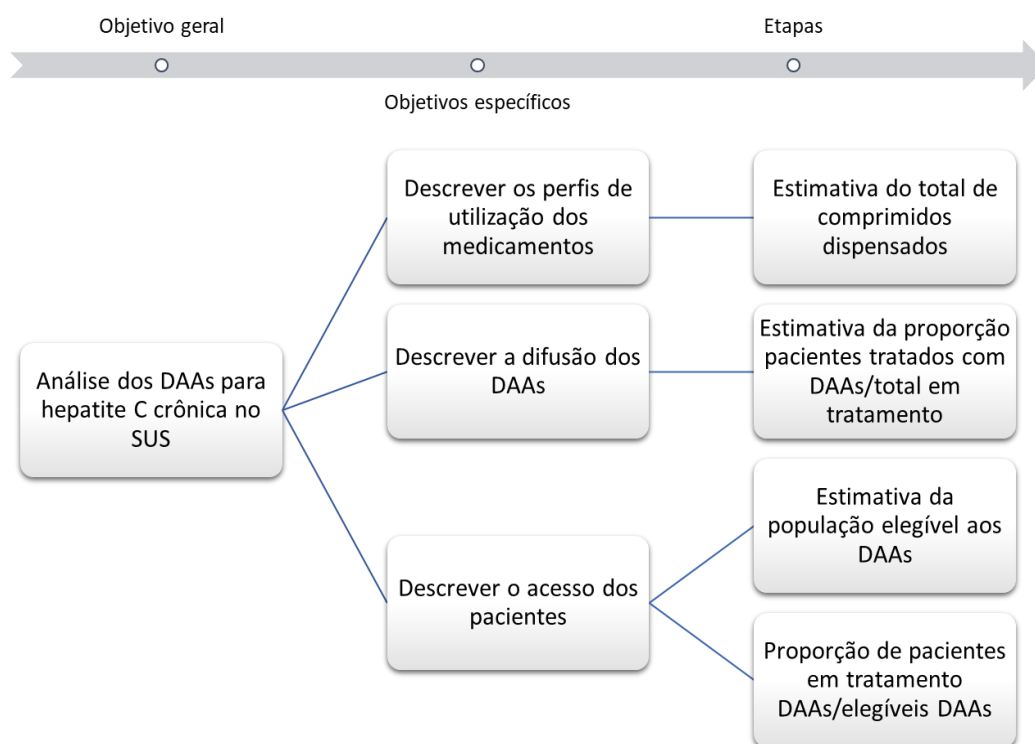 Objetivo geral
Etapas
Objetivos específicos
Descrever os perfis de
utilização dos
medicamentos
Estimativa do total de
comprimidos
dispensados
Análise dos DAAs para
hepatite C crônica no
SUS
Descrever a difusão dos
DAAs
Estimativa da proporção
pacientes tratados com
DAAs/total em
tratamento
Descrever o acesso dos
pacientes
Estimativa da
população elegível aos
DAAs
Proporção de pacientes
em tratamento
DAAs/elegíveis DAAs